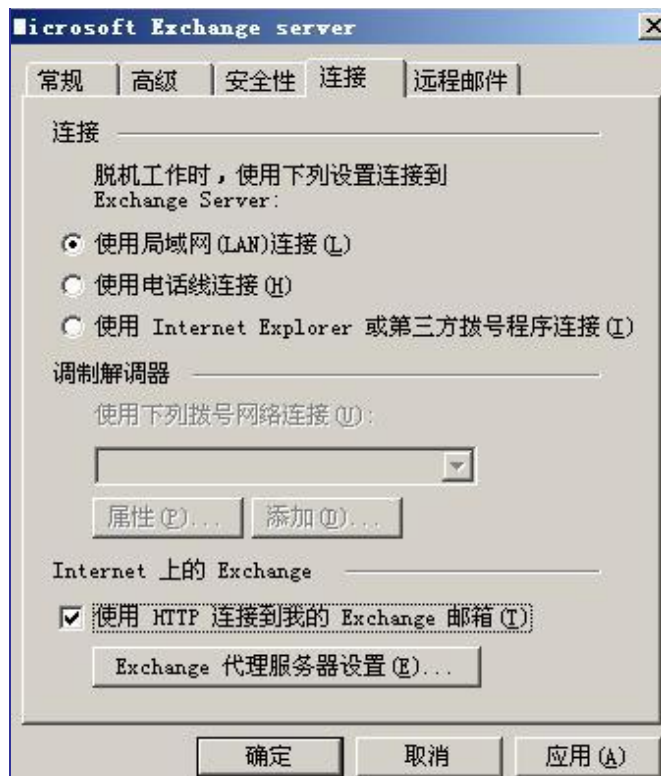 Microsoft Exchange server
常规 高级 安全性 连接 远程邮件
连接
脱机工作时，使用下列设置连接到
Exchange Server:
使用局域网(LAN)连接(L)
使用电话线连接(H)
使用 Internet Explorer 或第三方拨号程序连接(I)
调制解调器
使用下列拨号网络连接(U):
属性(P)... 添加(D)...
Internet 上的 Exchange
使用 HTTP 连接到我的 Exchange 邮箱(T)
Exchange 代理服务器设置(E)...
确定 取消 应用(A)